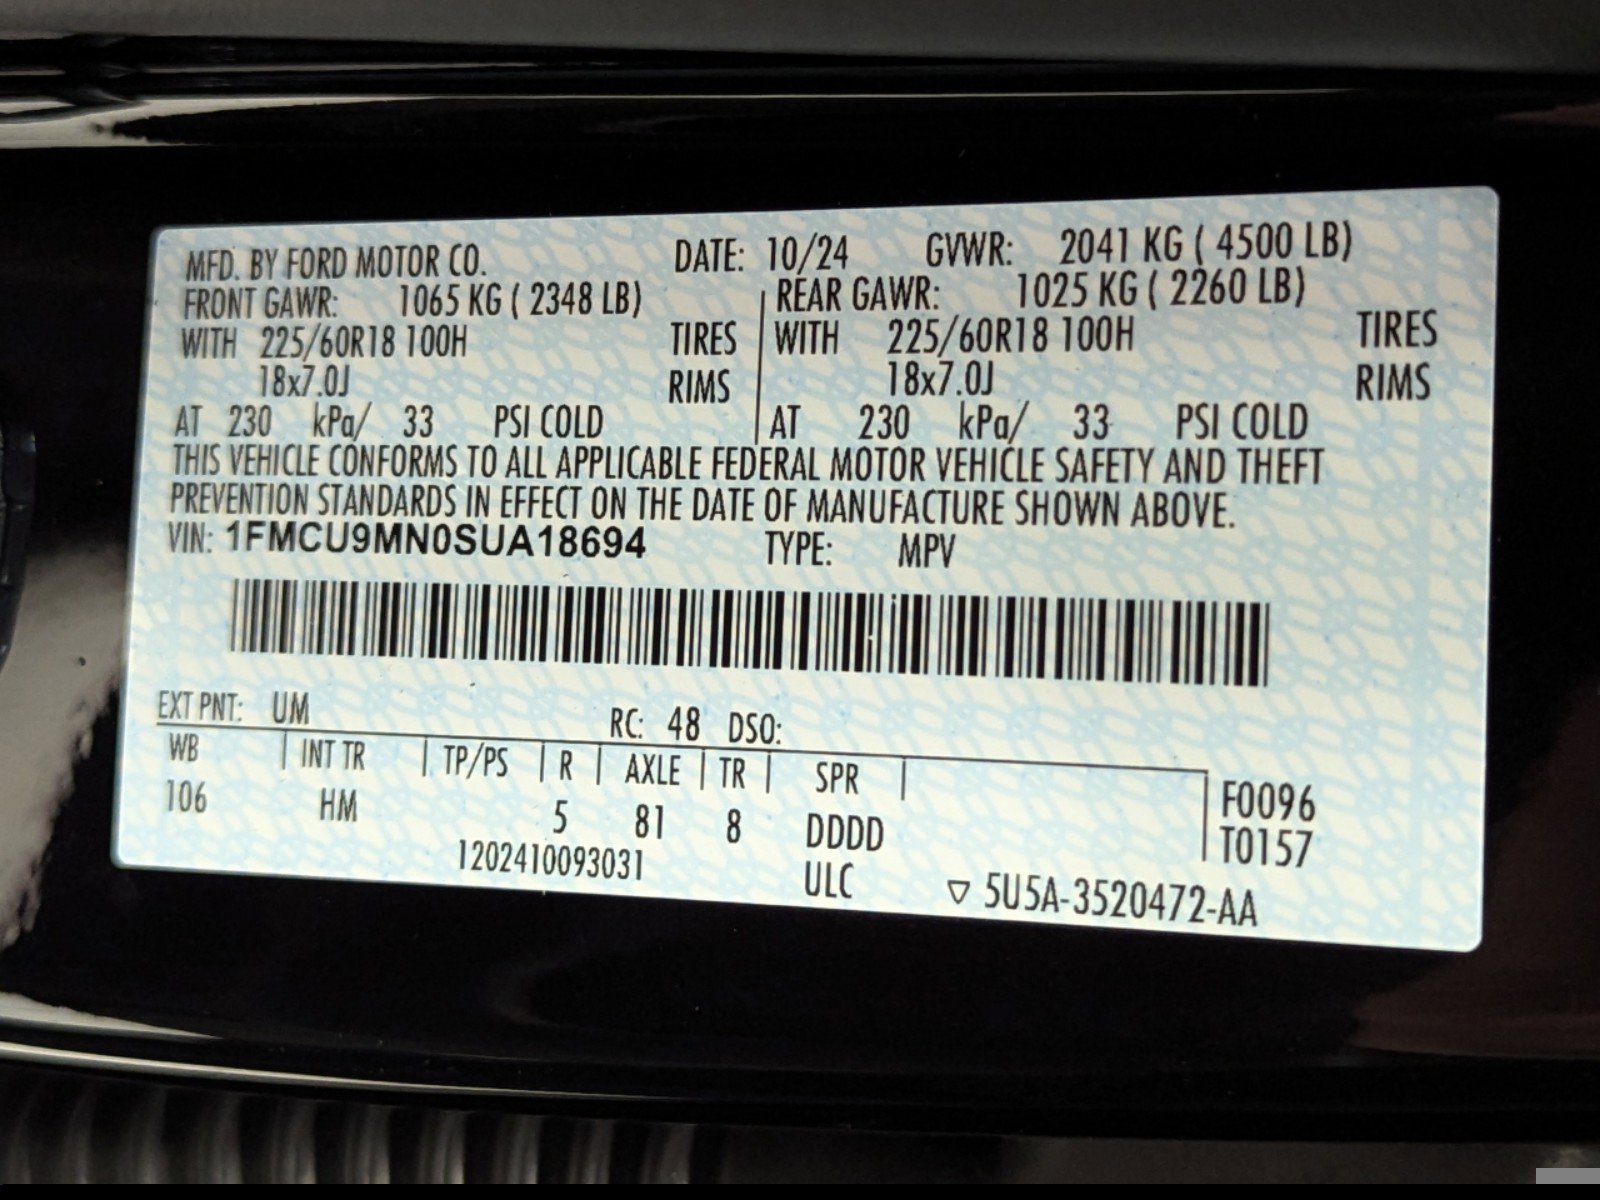 MFD. BY FORD MOTOR CO. DATE: 10/24 GVWR: 2041 KG ( 4500 LB)
FRONT GAWR: 1065 KG ( 2348 LB) REAR GAWR: 1025 KG ( 2260 LB)
WITH 225/60R18 100H TIRES WITH 225/60R18 100H TIRES
18x7.0J RIMS 18x7.0J RIMS
AT 230 kPa/ 33 PSI COLD AT 230 kPa/ 33 PSI COLD
THIS VEHICLE CONFORMS TO ALL APPLICABLE FEDERAL MOTOR VEHICLE SAFETY AND THEFT
PREVENTION STANDARDS IN EFFECT ON THE DATE OF MANUFACTURE SHOWN ABOVE.
VIN: 1FMCU9MN0SUA18694 TYPE: MPV
EXT PNT: UM RC: 48 DSO:
WB INT TR TP/PS R AXLE TR SPR
106 HM 5 81 8 DDDD F0096
T0157
1202410093031 ULC ▽ 5U5A-3520472-AA